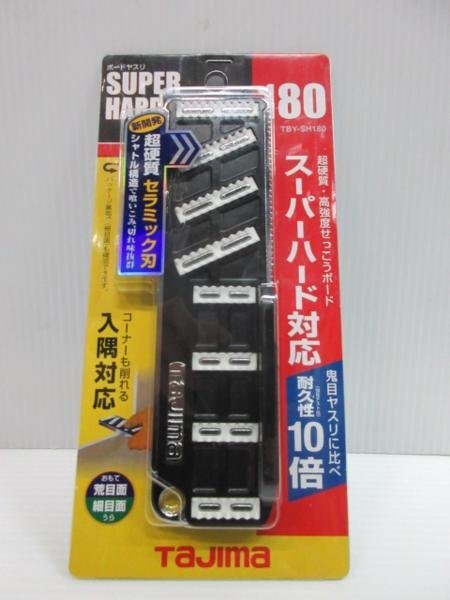 ボードヤスリ
SUPER
HARD
180
TBY-SH180
新開発
超硬質 セラミック刃
シャトル構造で喰いこみ、切れ味抜群
超硬質・高強度せっこうボード
スーパーハード対応
コーナーも削れる
入隅対応
鬼目ヤスリに比べ
耐久性
10倍
おもて
荒目面
細目面
うら
TAJIMA
TAJIMA